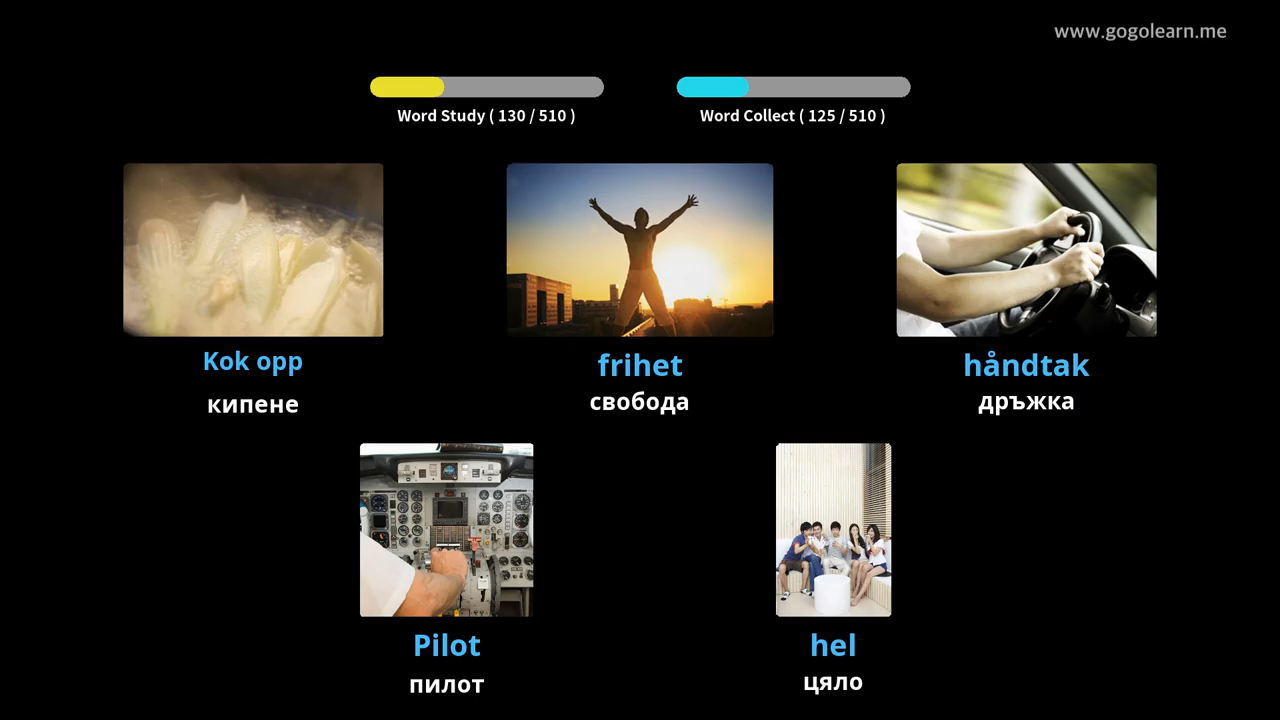 www.gogolearn.me
Word Study ( 130 / 510 )
Word Collect ( 125 / 510 )
Kok opp
кипене
frihet
свобода
håndtak
дръжка
Pilot
пилот
hel
цяло